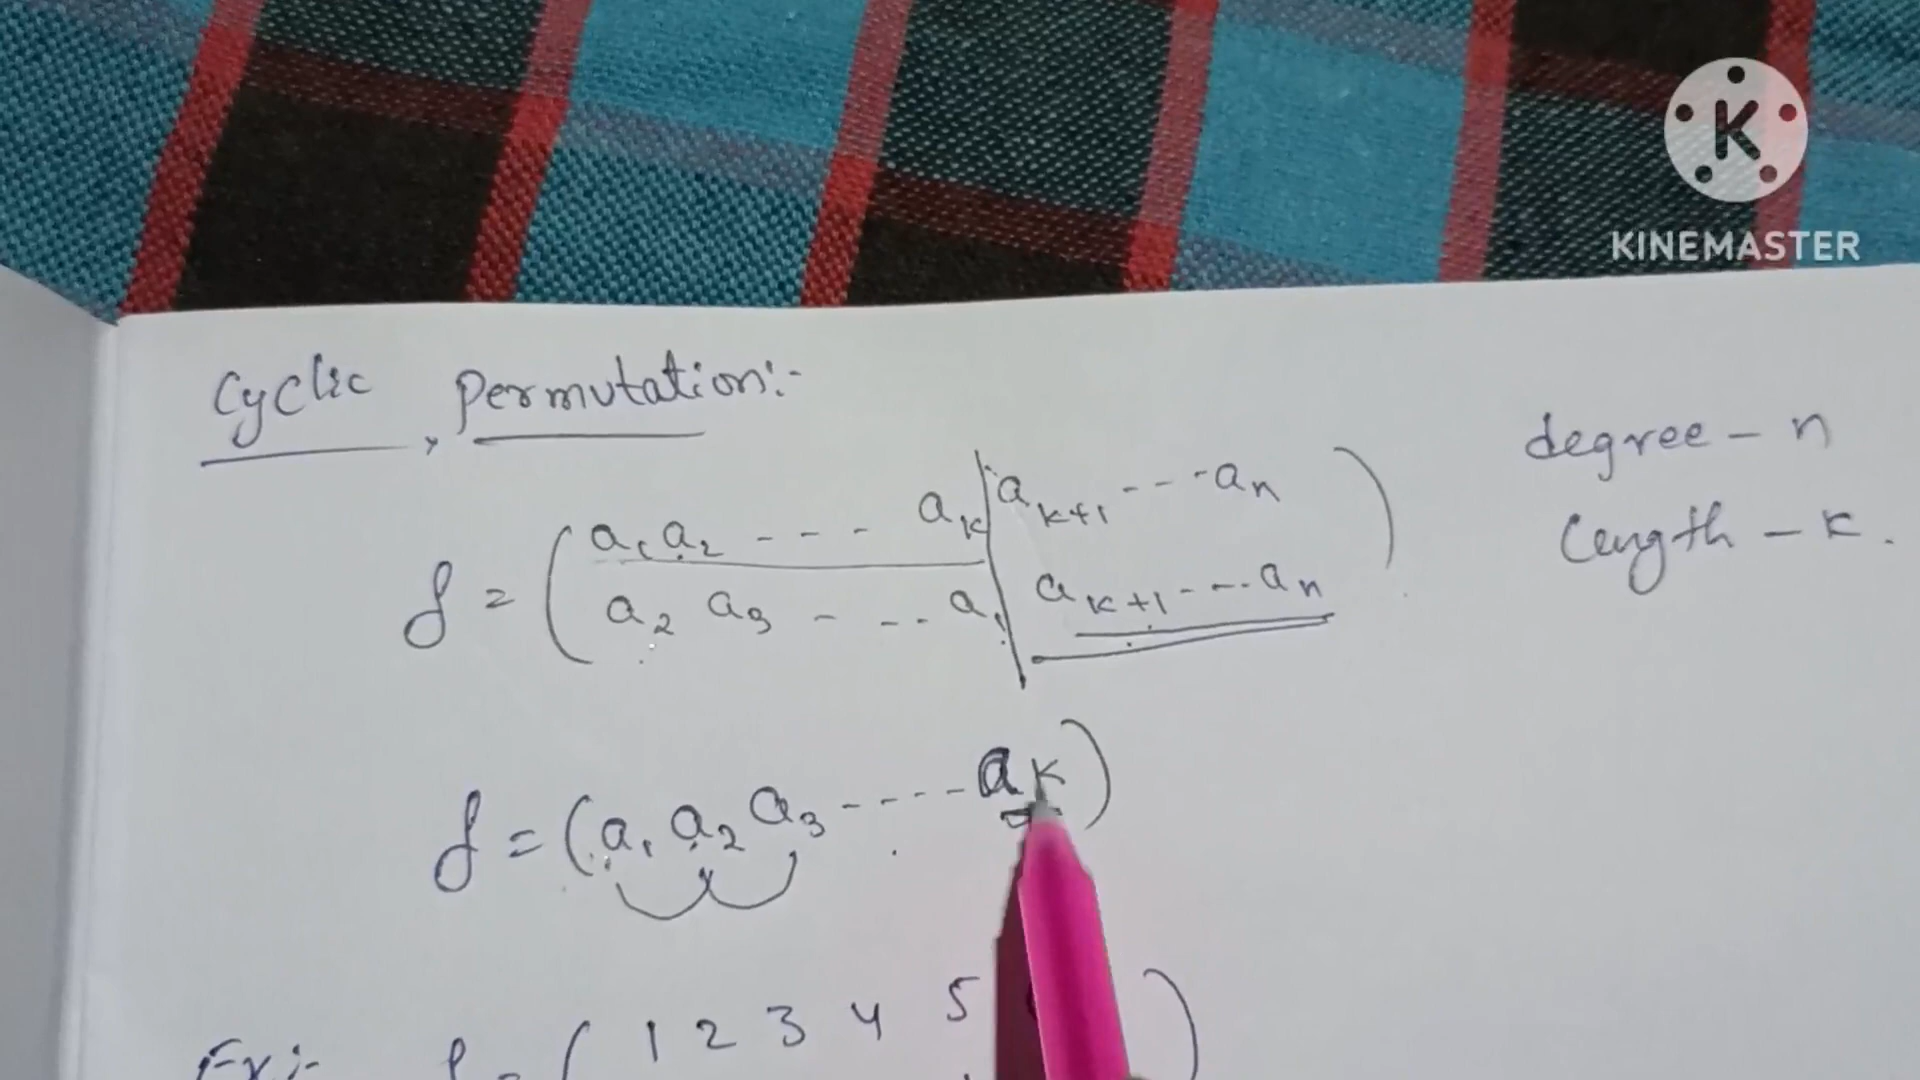 K
KINEMASTER
Cyclic Permutation:-
degree - n
length - k.
f = ( a1 a2 - - - ak | ak+1 - - - an )
a2 a3 - - - - a1 | ak+1 - - - an
f = (a1 a2 a3 - - - - ak)
Ex:- f = ( 1 2 3 4 5 )